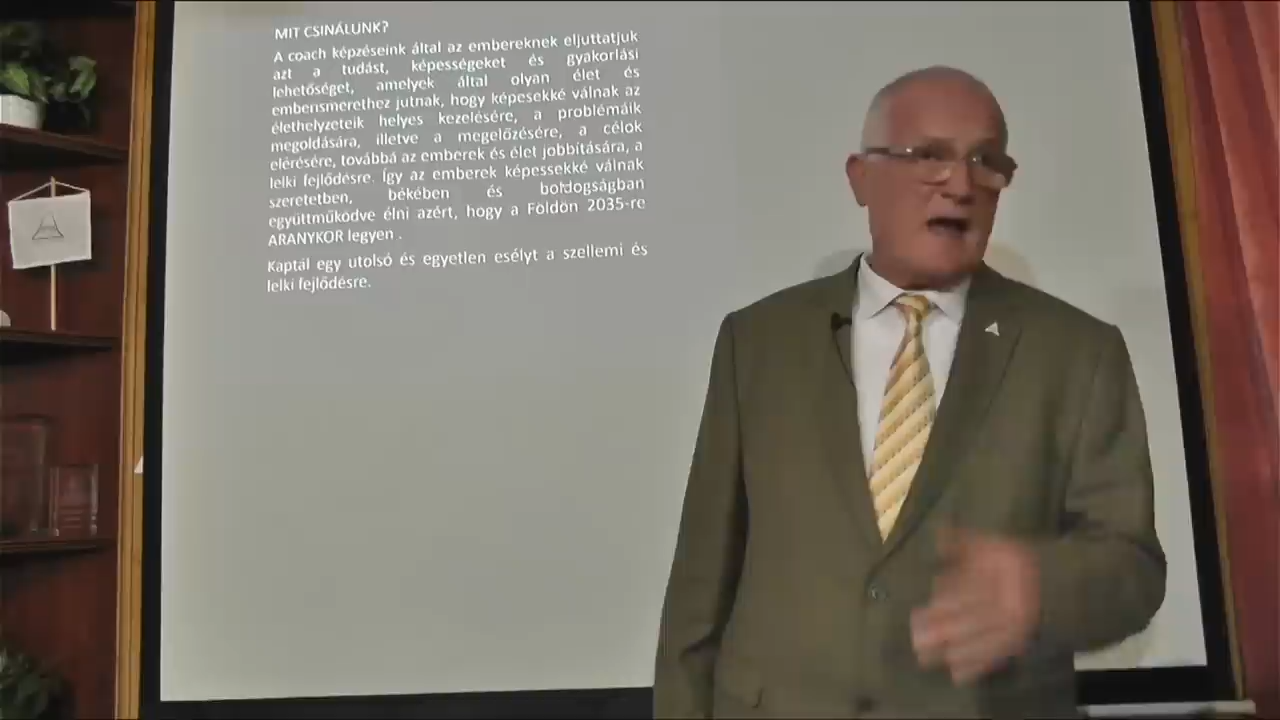 MIT CSINÁLUNK?
A coach képzéseink által az embereknek eljuttatjuk
azt a tudást, képességeket és gyakorlási
lehetőséget, amelyek által olyan élet és
emberismerethez jutnak, hogy képesekké válnak az
élethelyzeteik helyes kezelésére, a problémáik
megoldására, illetve a megelőzésére, a célok
elérésére, továbbá az emberek és élet jobbítására, a
lelki fejlődésre. Így az emberek képessekké válnak
szeretetben, békében és boldogságban
együttműködve élni azért, hogy a Földön 2035-re
ARANYKOR legyen .
Kaptál egy utolsó és egyetlen esélyt a szellemi és
lelki fejlődésre.